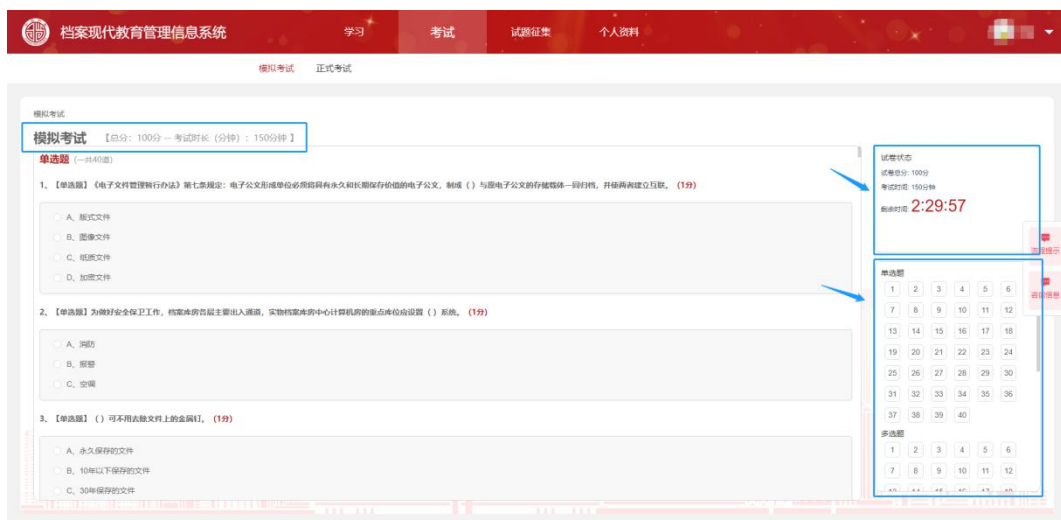 档案现代教育管理信息系统
学习 考试 试题征集 个人资料
模拟考试 正式考试
模拟考试
模拟考试 【总分：100分 -- 考试时长（分钟）：150分钟 】
单选题 (一共40道)
1、【单选题】《电子文件管理暂行办法》第七条规定：电子公文形成单位必须将具有永久和长期保存价值的电子公文，制成（ ）与原电子公文的存储载体一同归档，并使两者建立互联。 (1分)
A、版式文件
B、图像文件
C、纸质文件
D、加密文件
2、【单选题】为做好安全保卫工作，档案库房各层主要出入通道，实物档案库房中心计算机房的重点库位应设置（ ）系统。 (1分)
A、消防
B、报警
C、空调
3、【单选题】（ ）可不用去除文件上的金属钉。 (1分)
A、永久保存的文件
B、10年以下保存的文件
C、30年保存的文件
试卷状态
试卷总分: 100分
考试时间: 150分钟
剩余时间: 2:29:57
单选题
1 2 3 4 5 6
7 8 9 10 11 12
13 14 15 16 17 18
19 20 21 22 23 24
25 26 27 28 29 30
31 32 33 34 35 36
37 38 39 40
多选题
1 2 3 4 5 6
7 8 9 10 11 12